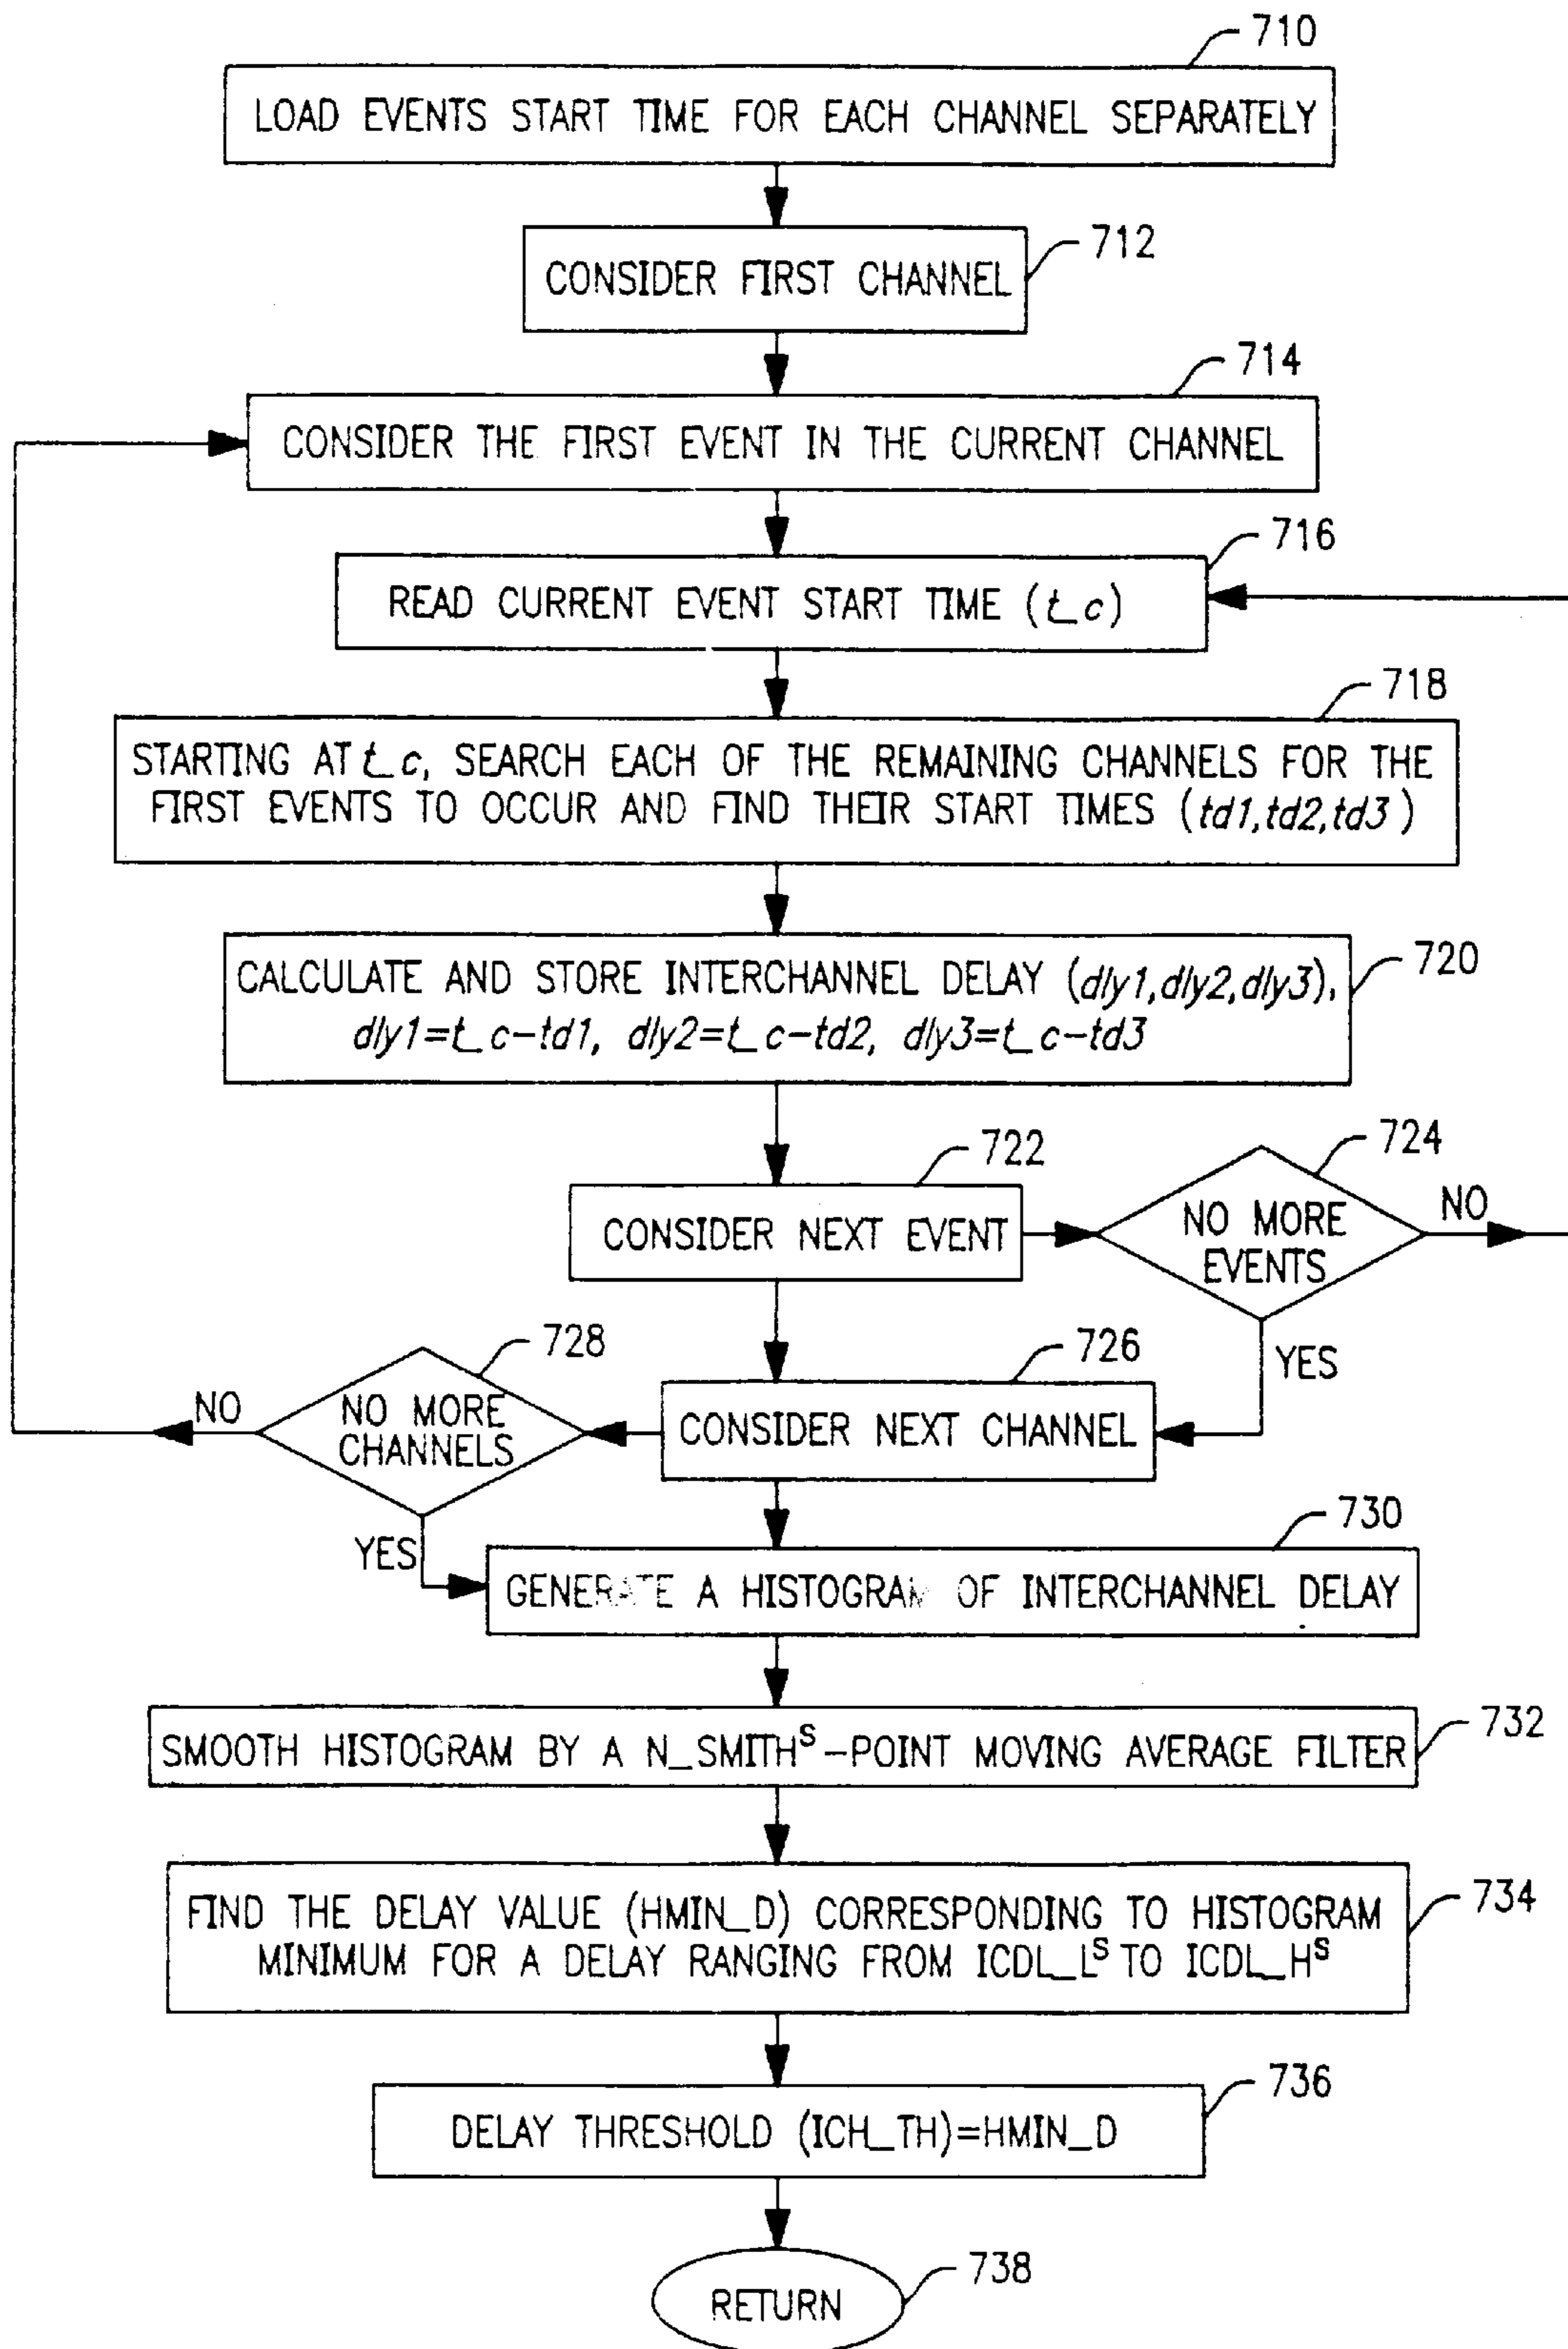 710
LOAD EVENTS START TIME FOR EACH CHANNEL SEPARATELY
712
CONSIDER FIRST CHANNEL
714
CONSIDER THE FIRST EVENT IN THE CURRENT CHANNEL
716
READ CURRENT EVENT START TIME (t_c)
718
STARTING AT t_c, SEARCH EACH OF THE REMAINING CHANNELS FOR THE
FIRST EVENTS TO OCCUR AND FIND THEIR START TIMES (td1,td2,td3)
720
CALCULATE AND STORE INTERCHANNEL DELAY (dly1,dly2,dly3),
dly1=t_c-td1, dly2=t_c-td2, dly3=t_c-td3
722
CONSIDER NEXT EVENT
724
NO MORE
EVENTS
NO
YES
726
CONSIDER NEXT CHANNEL
728
NO MORE
CHANNELS
NO
YES
730
GENERATE A HISTOGRAM OF INTERCHANNEL DELAY
732
SMOOTH HISTOGRAM BY A N_SMITH^S-POINT MOVING AVERAGE FILTER
734
FIND THE DELAY VALUE (HMIN_D) CORRESPONDING TO HISTOGRAM
MINIMUM FOR A DELAY RANGING FROM ICDL_L^S TO ICDL_H^S
736
DELAY THRESHOLD (ICH_TH)=HMIN_D
738
RETURN